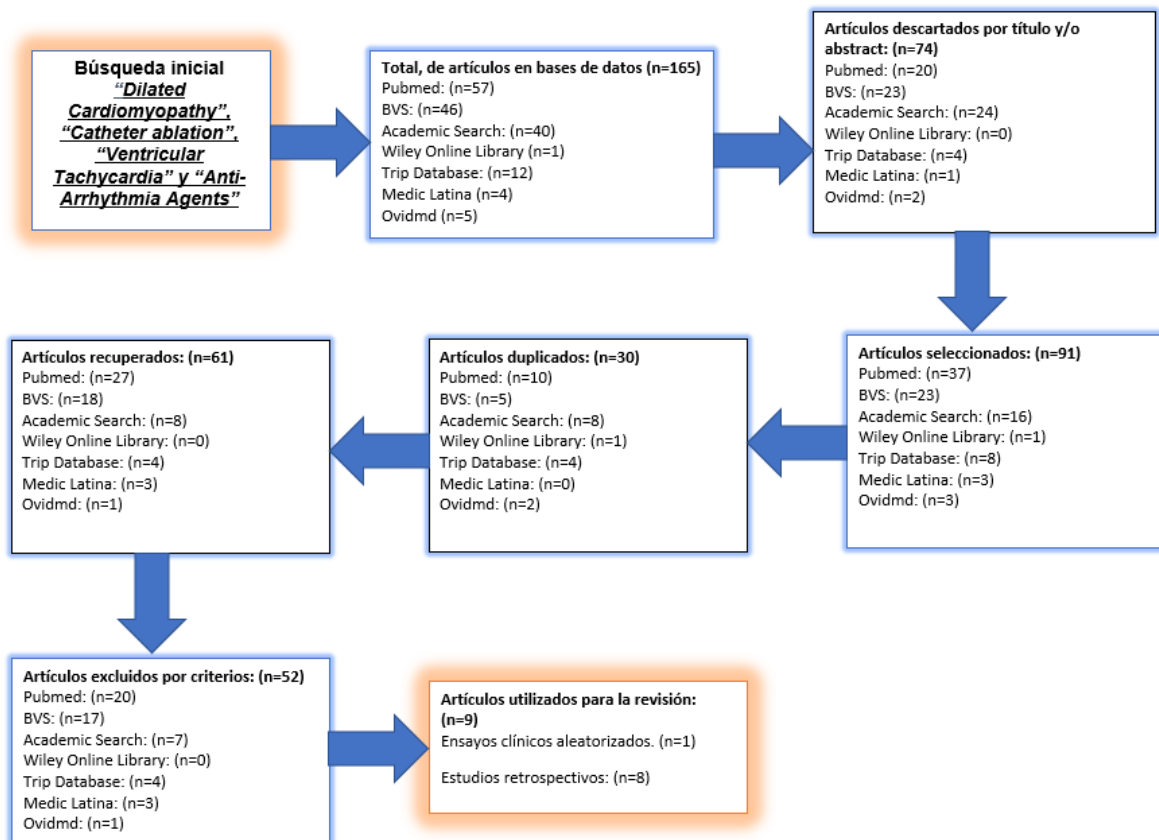 Búsqueda inicial
“Dilated
Cardiomyopathy”,
“Catheter ablation”,
“Ventricular
Tachycardia” y “Anti-
Arrhythmia Agents”
Total, de artículos en bases de datos (n=165)
Pubmed: (n=57)
BVS: (n=46)
Academic Search: (n=40)
Wiley Online Library (n=1)
Trip Database: (n=12)
Medic Latina (n=4)
Ovidmd (n=5)
Artículos descartados por título y/o
abstract: (n=74)
Pubmed: (n=20)
BVS: (n=23)
Academic Search: (n=24)
Wiley Online Library: (n=0)
Trip Database: (n=4)
Medic Latina: (n=1)
Ovidmd: (n=2)
Artículos seleccionados: (n=91)
Pubmed: (n=37)
BVS: (n=23)
Academic Search: (n=16)
Wiley Online Library: (n=1)
Trip Database: (n=8)
Medic Latina: (n=3)
Ovidmd: (n=3)
Artículos duplicados: (n=30)
Pubmed: (n=10)
BVS: (n=5)
Academic Search: (n=8)
Wiley Online Library: (n=1)
Trip Database: (n=4)
Medic Latina: (n=0)
Ovidmd: (n=2)
Artículos recuperados: (n=61)
Pubmed: (n=27)
BVS: (n=18)
Academic Search: (n=8)
Wiley Online Library: (n=0)
Trip Database: (n=4)
Medic Latina: (n=3)
Ovidmd: (n=1)
Artículos excluidos por criterios: (n=52)
Pubmed: (n=20)
BVS: (n=17)
Academic Search: (n=7)
Wiley Online Library: (n=0)
Trip Database: (n=4)
Medic Latina: (n=3)
Ovidmd: (n=1)
Artículos utilizados para la revisión:
(n=9)
Ensayos clínicos aleatorizados. (n=1)
Estudios retrospectivos: (n=8)